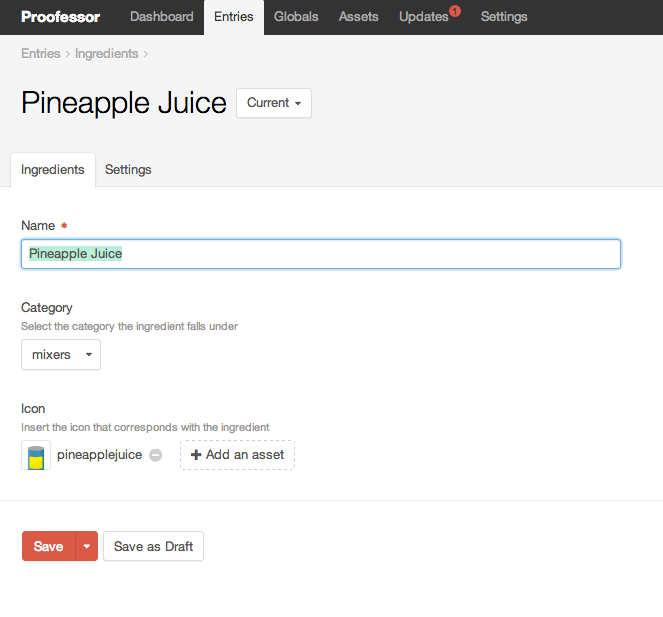 Proofessor Dashboard Entries Globals Assets Updates 1 Settings
Entries › Ingredients ›
Pineapple Juice Current
Ingredients Settings
Name *
Pineapple Juice
Category
Select the category the ingredient falls under
mixers
Icon
Insert the icon that corresponds with the ingredient
pineapplejuice + Add an asset
Save Save as Draft